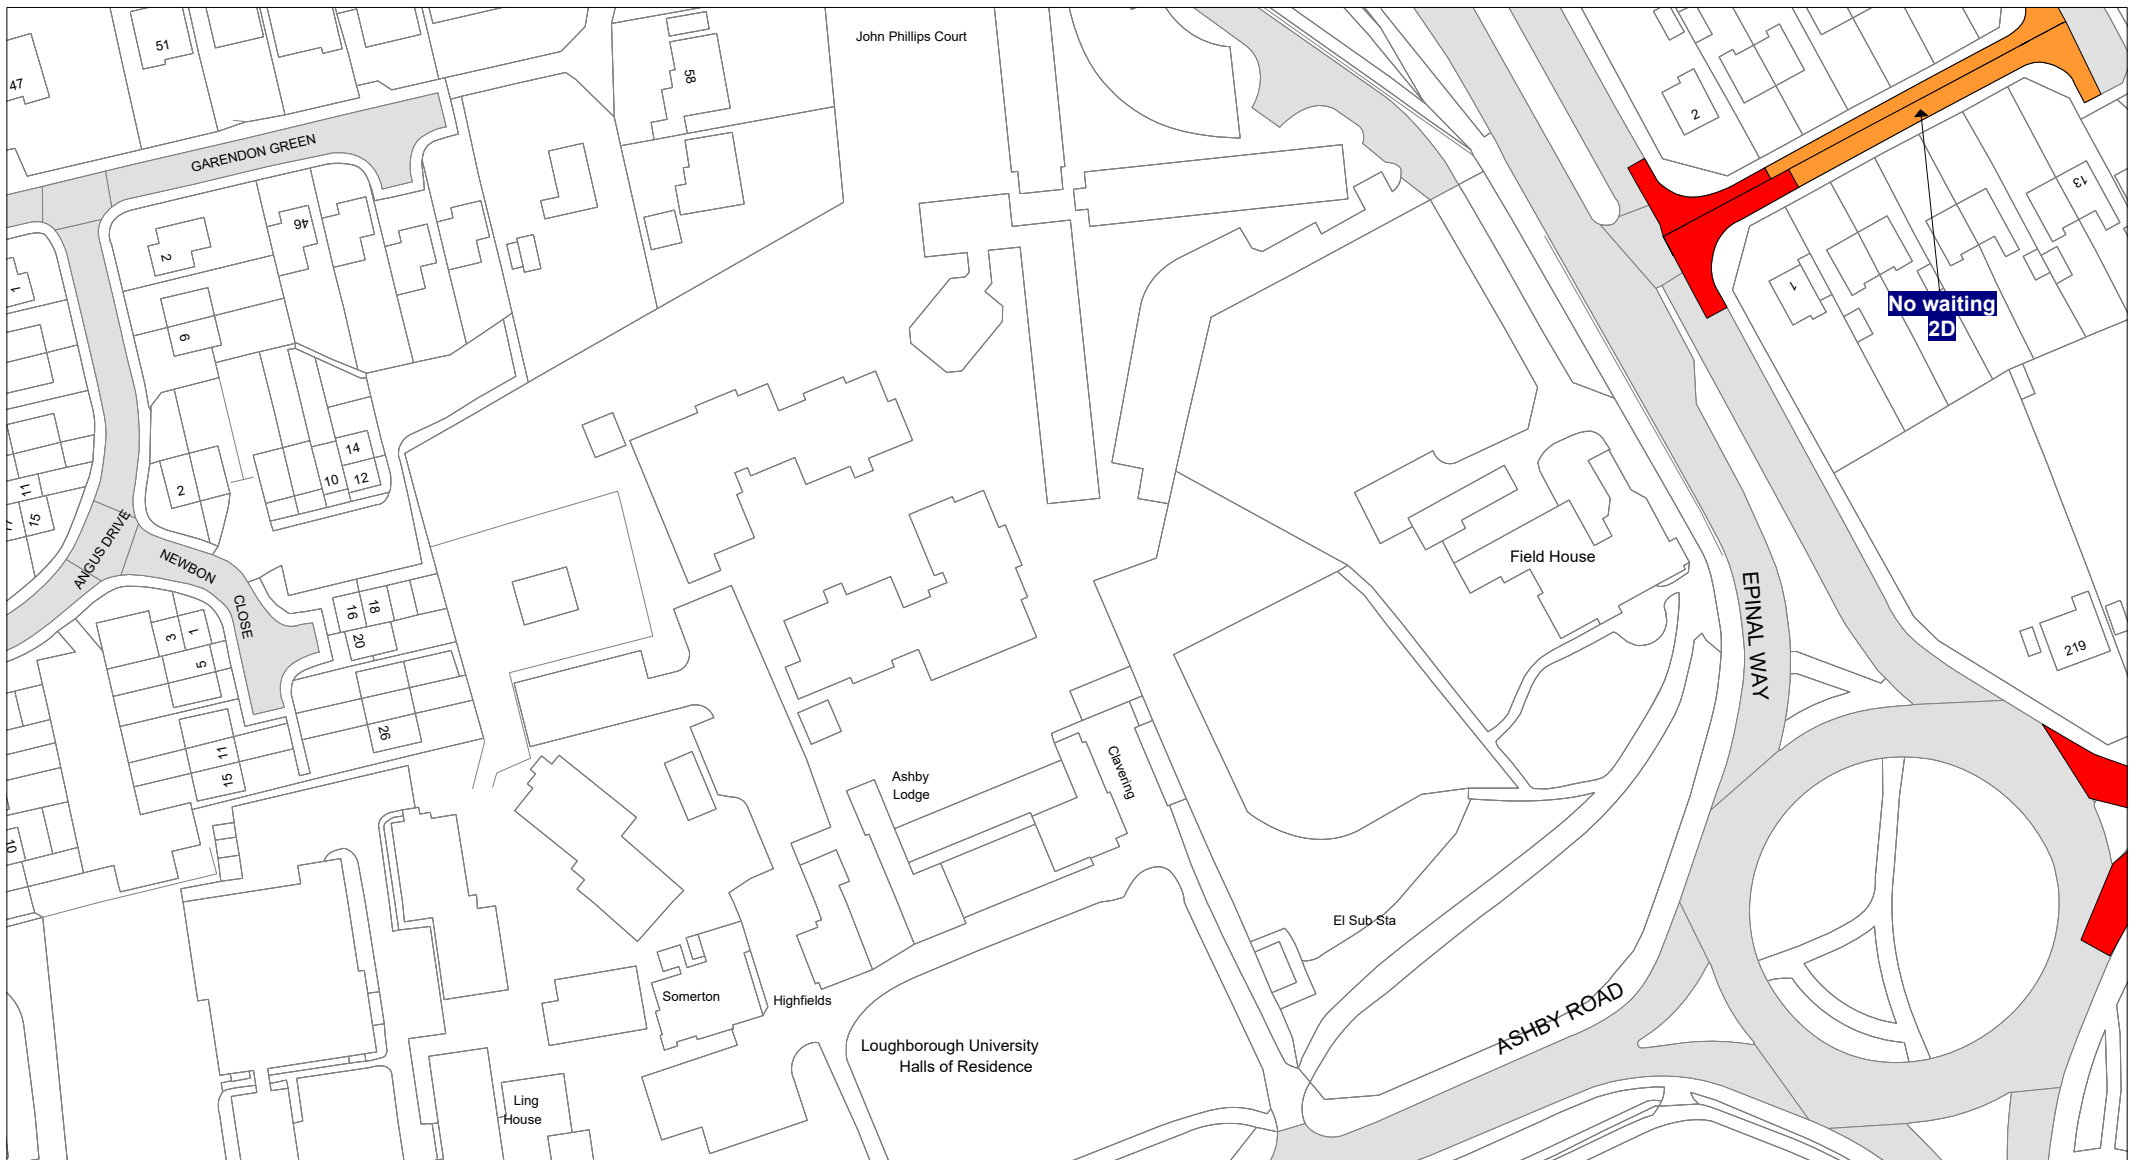 51
47
John Phillips Court
58
GARENDON GREEN
2
46
2
13
1
1
No waiting
2D
6
14
10
12
2
11
15
ANGUS DRIVE
NEWBON
CLOSE
Field House
EPINAL WAY
16
18
20
3
1
5
219
26
11
15
Clavering
Ashby
Lodge
10
El Sub Sta
Somerton
Highfields
ASHBY ROAD
Loughborough University
Halls of Residence
Ling
House